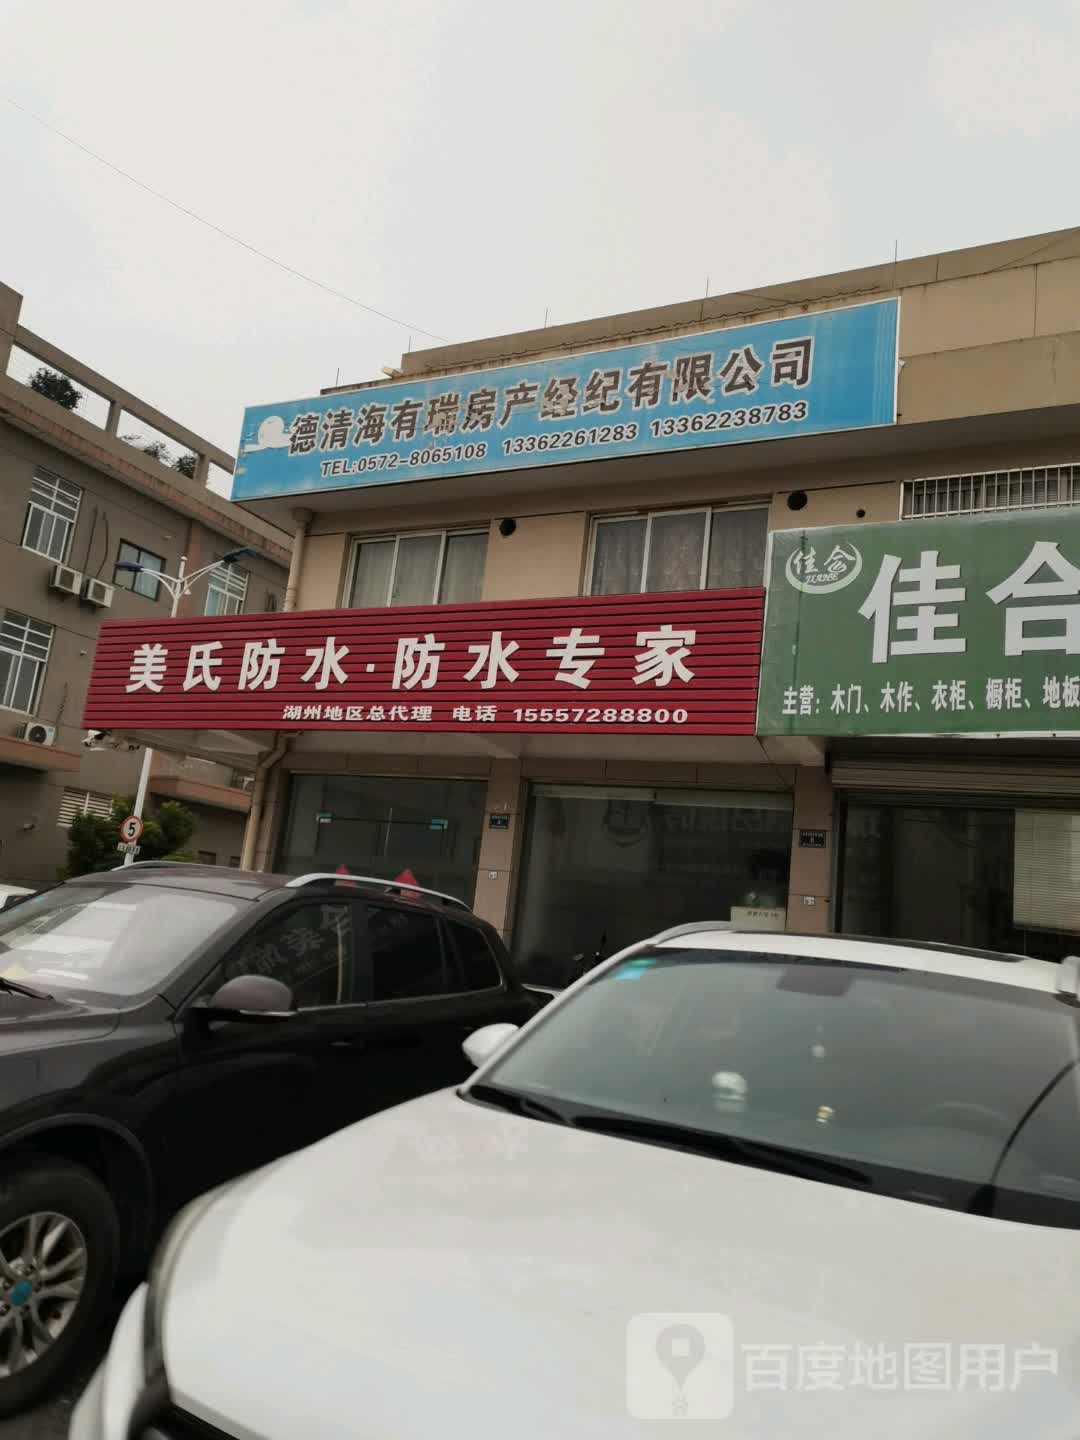 德清海有瑞房产经纪有限公司
TEL:0572-8065108 13362261283 13362238783
美氏防水·防水专家
湖州地区总代理 电话 15557288800
佳合
JIAHE
佳合
主营：木门、木作、衣柜、橱柜、地板
5
百度地图用户